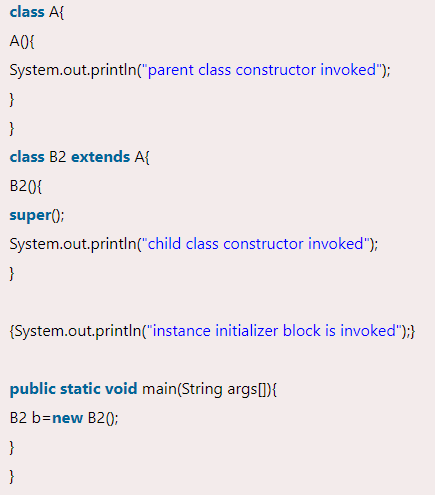 class A{
A(){
System.out.println("parent class constructor invoked");
}
}
class B2 extends A{
B2(){
super();
System.out.println("child class constructor invoked");
}
{System.out.println("instance initializer block is invoked");}
public static void main(String args[]){
B2 b=new B2();
}
}